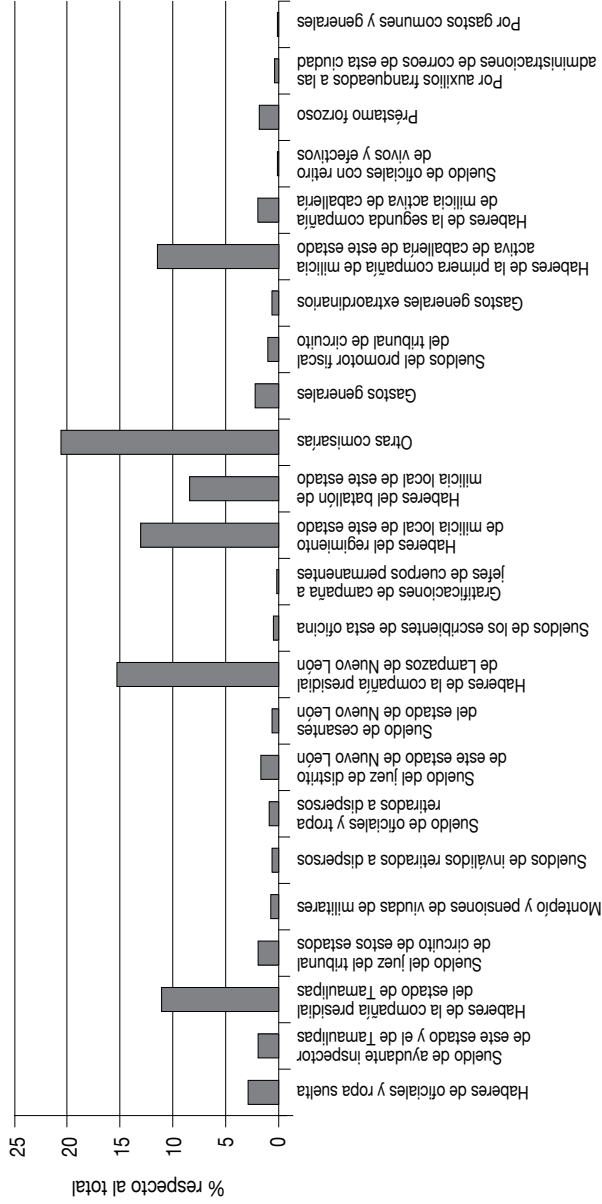 % respecto al total
25
20
15
10
5
0
Haberes de oficiales y ropa suelta
Sueldo de ayudante inspector
de este estado y el de Tamaulipas
Haberes de la compañía presidial
del estado de Tamaulipas
Sueldo del juez del tribunal
de circuito de estos estados
Montepío y pensiones de viudas de militares
Sueldos de inválidos retirados a dispersos
Sueldo de oficiales y tropa
retirados a dispersos
Sueldo del juez de distrito
de este estado de Nuevo León
Sueldo de cesantes
del estado de Nuevo León
Haberes de la compañía presidial
de Lampazos de Nuevo León
Sueldos de los escribientes de esta oficina
Gratificaciones de campaña a
jefes de cuerpos permanentes
Haberes del regimiento
de milicia local de este estado
Haberes del batallón de
milicia local de este estado
Otras comisarías
Gastos generales
Sueldos del promotor fiscal
del tribunal de circuito
Gastos generales extraordinarios
Haberes de la primera compañía de milicia
activa de caballería de este estado
Haberes de la segunda compañía
de milicia activa de caballería
Sueldo de oficiales con retiro
de vivos y efectivos
Préstamo forzoso
Por auxilios franqueados a las
administraciones de correos de esta ciudad
Por gastos comunes y generales